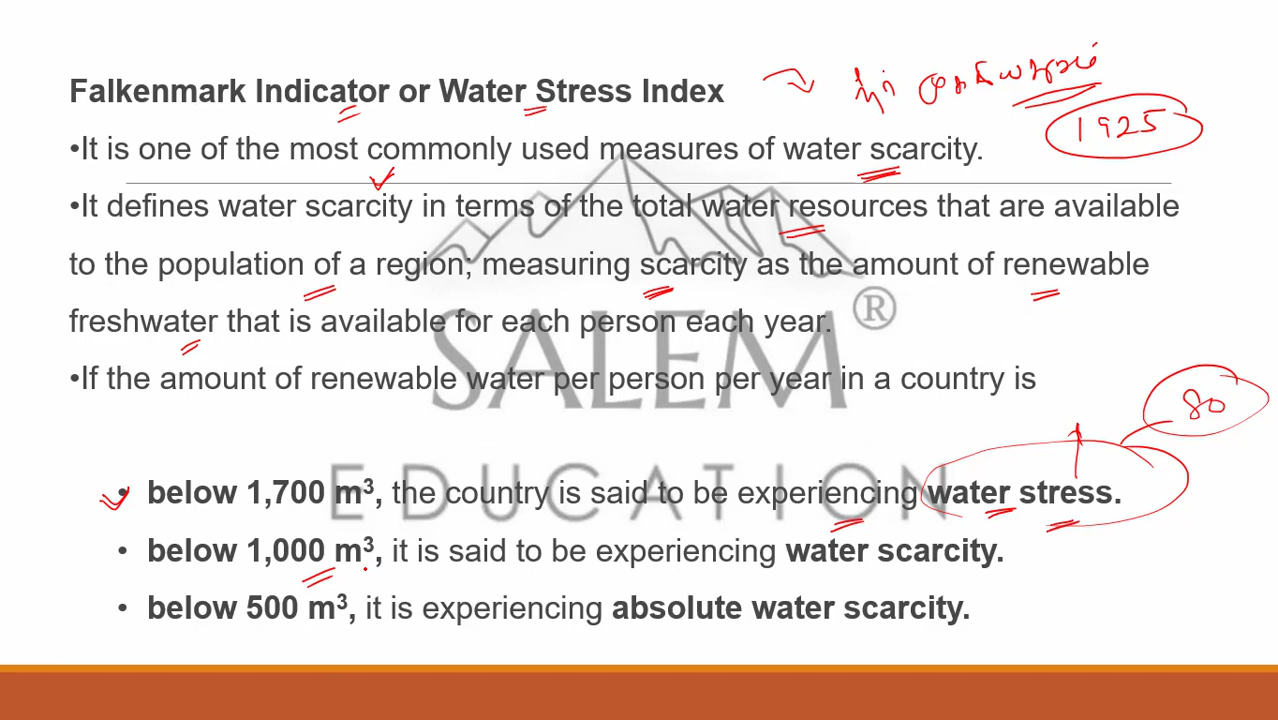 Falkenmark Indicator or Water Stress Index
1925
•It is one of the most commonly used measures of water scarcity.
•It defines water scarcity in terms of the total water resources that are available
to the population of a region; measuring scarcity as the amount of renewable
freshwater that is available for each person each year.
®
SALEM
•If the amount of renewable water per person per year in a country is
80
EDUCATION
• below 1,700 m³, the country is said to be experiencing water stress.
• below 1,000 m³, it is said to be experiencing water scarcity.
• below 500 m³, it is experiencing absolute water scarcity.